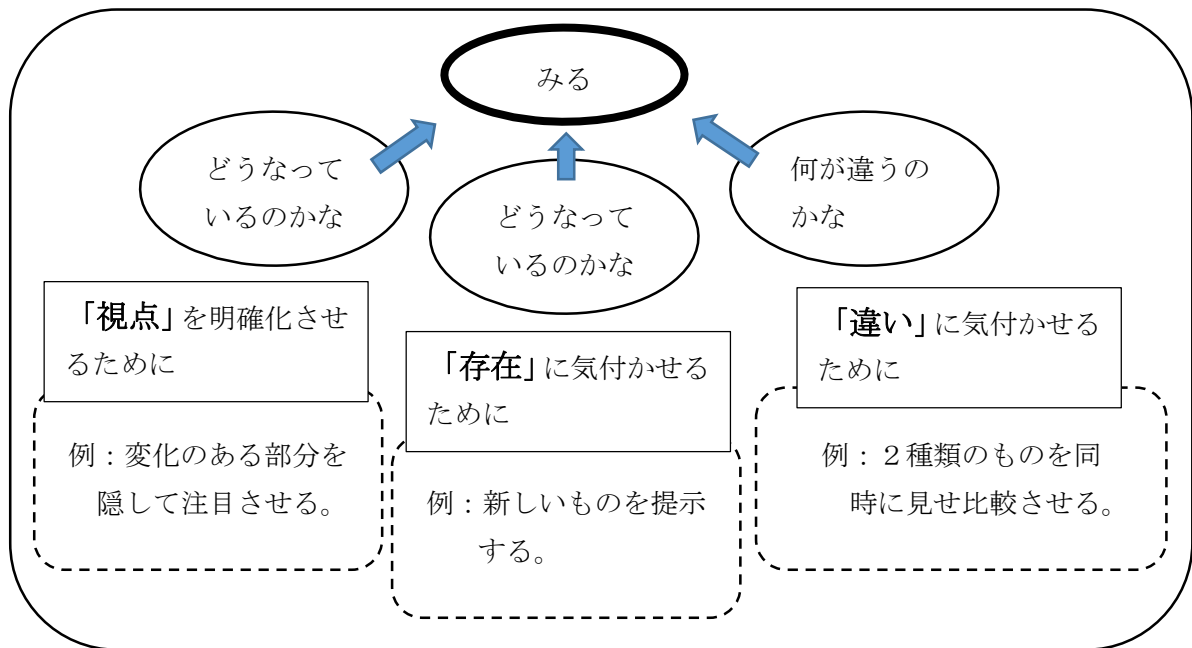 みる
どうなって
いるのかな
どうなって
いるのかな
何が違うの
かな
「視点」を明確化させ
るために
例：変化のある部分を
隠して注目させる。
「存在」に気付かせる
ために
例：新しいものを提示
する。
「違い」に気付かせる
ために
例：２種類のものを同
時に見せ比較させる。